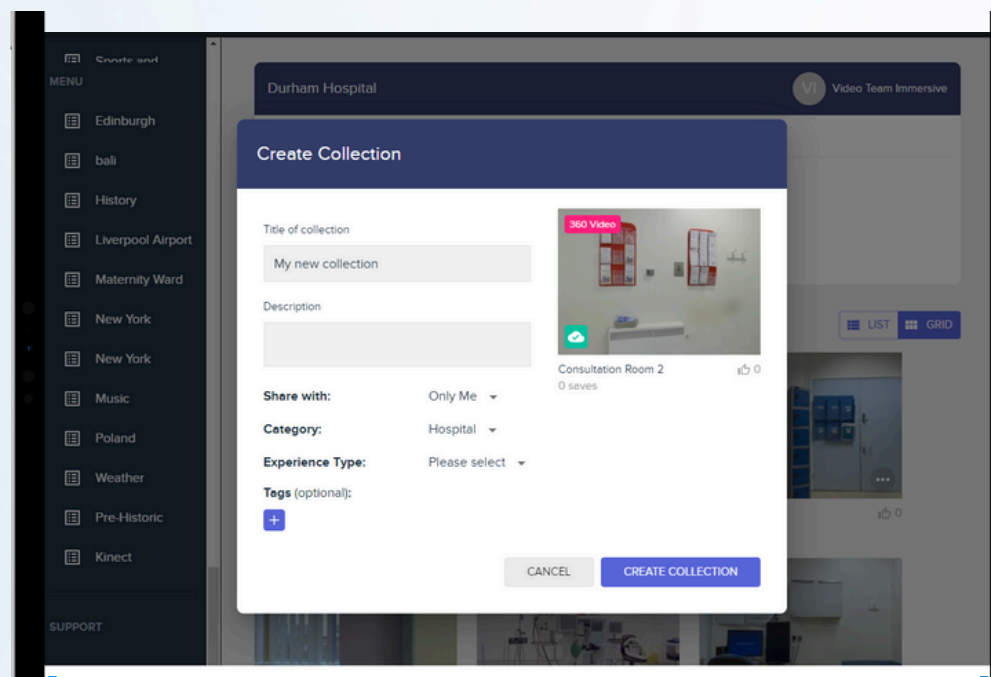 Sports and
MENU
Edinburgh
bali
History
Liverpool Airport
Maternity Ward
New York
New York
Music
Poland
Weather
Pre-Historic
Kinect
SUPPORT
Durham Hospital
VI Video Team Immersive
LIST GRID
0
Create Collection
Title of collection
My new collection
Description
Share with: Only Me
Category: Hospital
Experience Type: Please select
Tags (optional):
+
360 Video
Consultation Room 2 0
0 saves
CANCEL CREATE COLLECTION